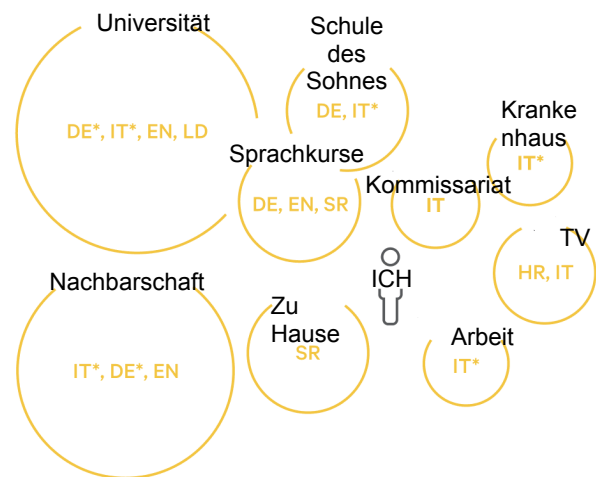 Universität
DE*, IT*, EN, LD
Schule
des
Sohnes
DE, IT*
Kranke
nhaus
IT*
Sprachkurse
DE, EN, SR
Kommissariat
IT
TV
HR, IT
ICH
Nachbarschaft
IT*, DE*, EN
Zu
Hause
SR
Arbeit
IT*